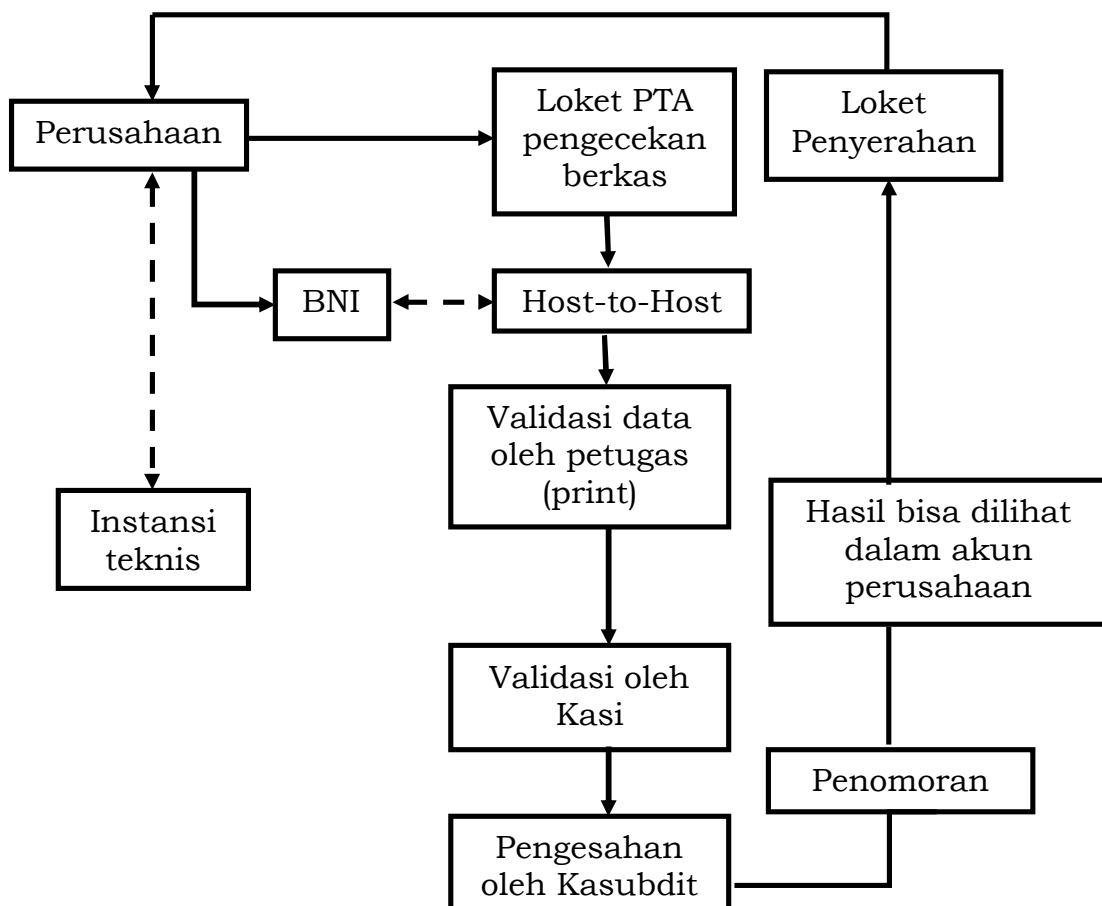 Perusahaan
Loket PTA
pengecekan
berkas
Loket
Penyerahan
BNI
Host-to-Host
Validasi data
oleh petugas
(print)
Instansi
teknis
Hasil bisa dilihat
dalam akun
perusahaan
Validasi oleh
Kasi
Penomoran
Pengesahan
oleh Kasubdit